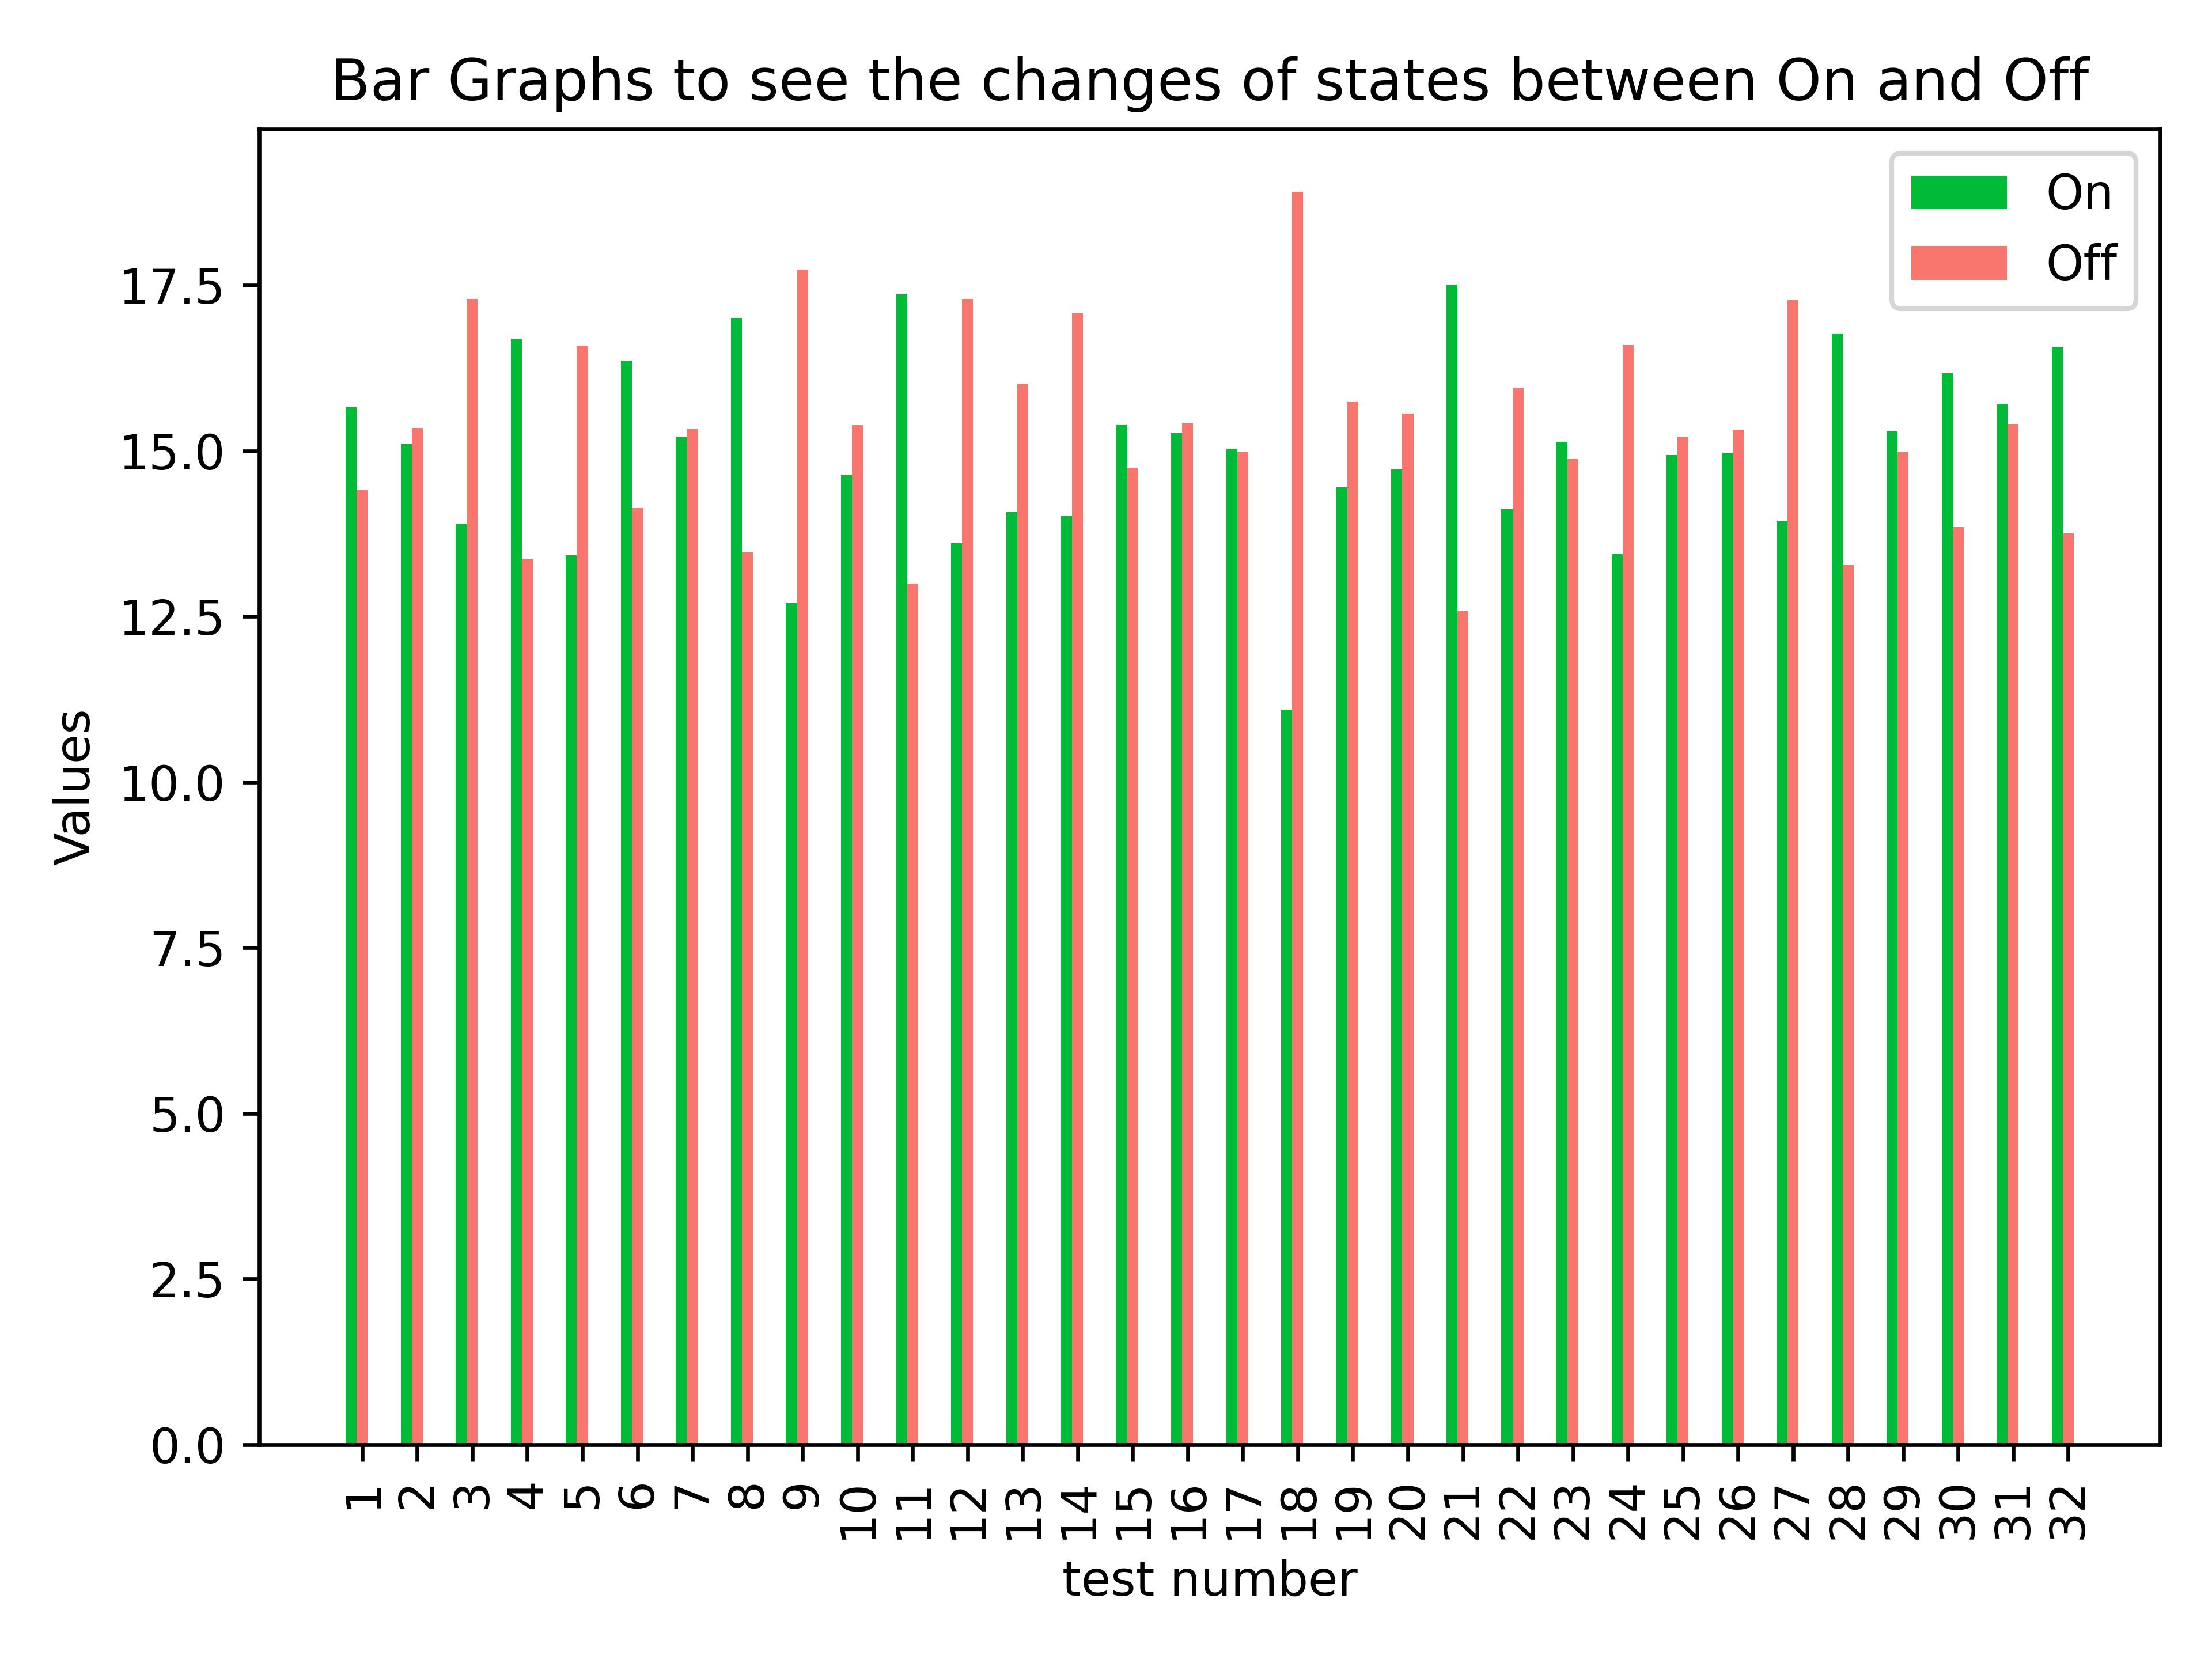 Bar Graphs to see the changes of states between On and Off
On
Off
17.5
15.0
12.5
10.0
7.5
5.0
2.5
0.0
Values
1 2 3 4 5 6 7 8 9 10 11 12 13 14 15 16 17 18 19 20 21 22 23 24 25 26 27 28 29 30 31 32
test number